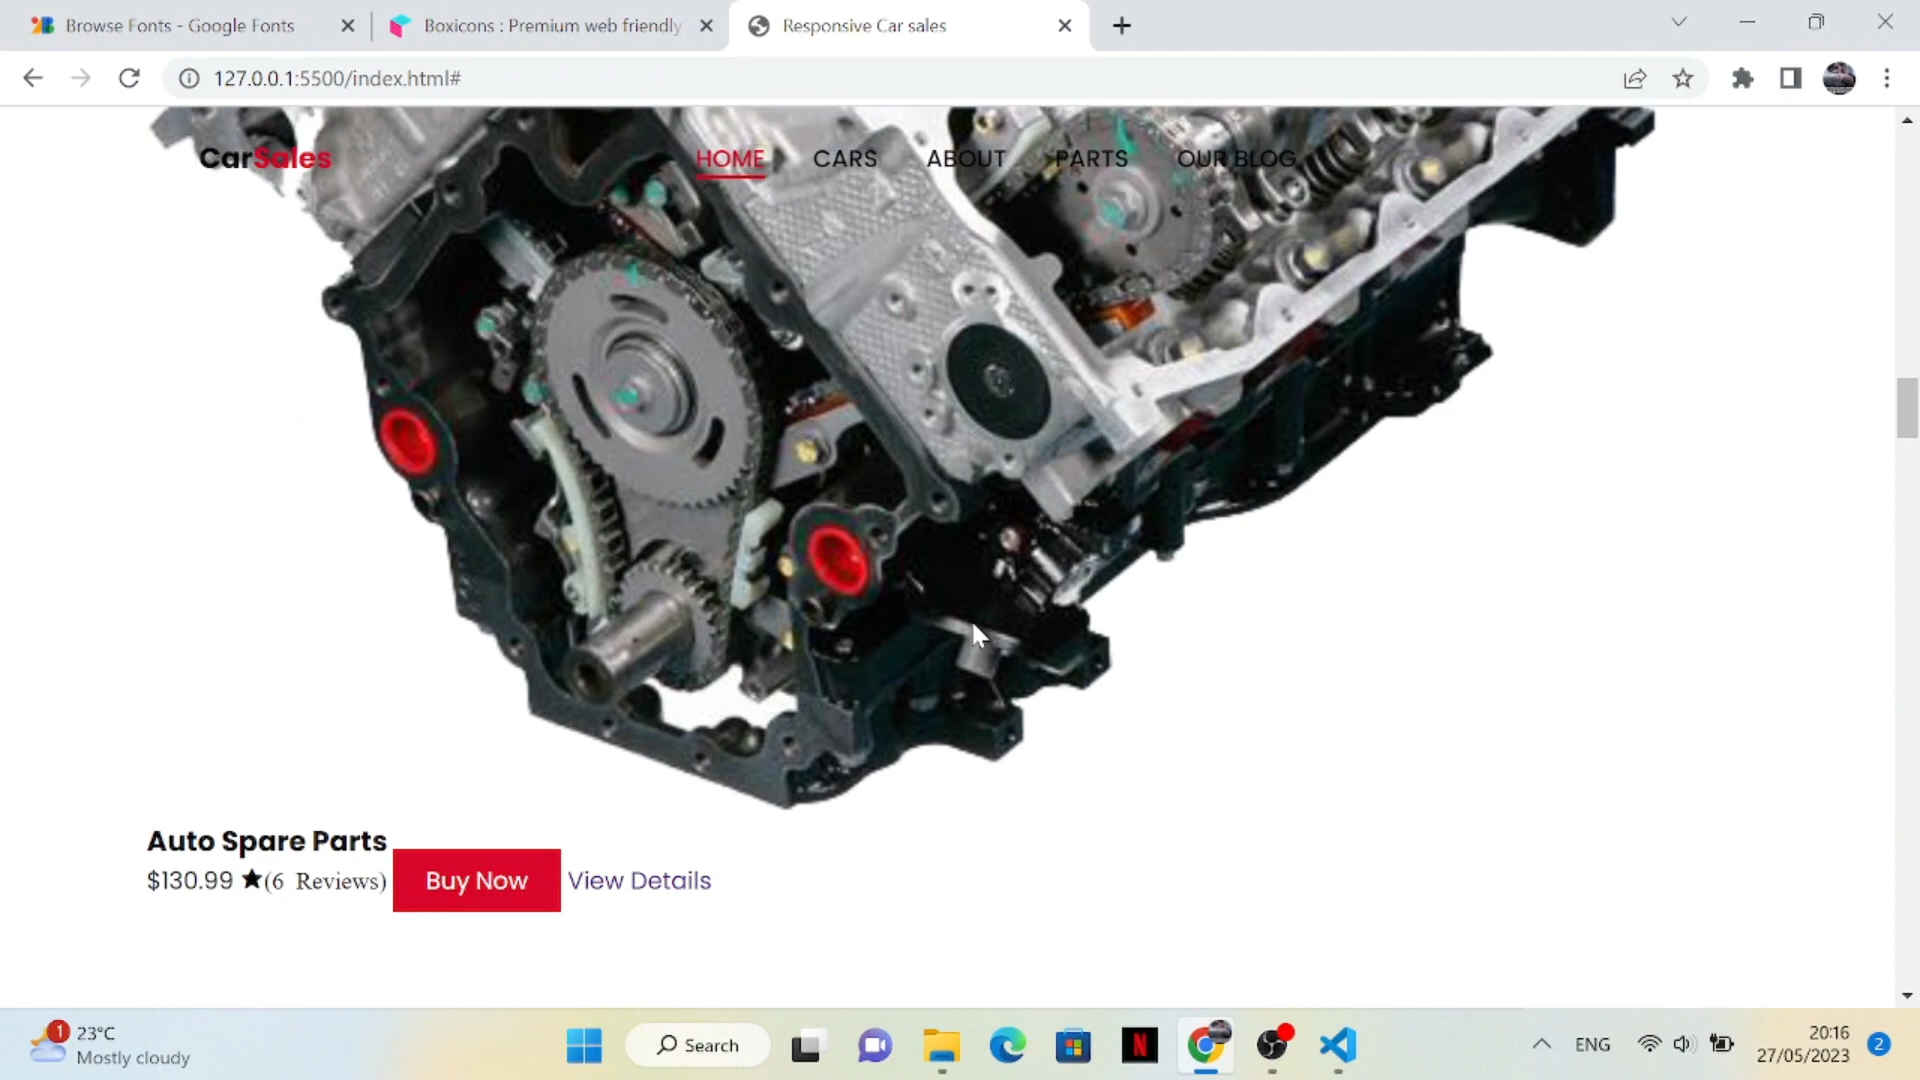 Browse Fonts - Google Fonts
Boxicons : Premium web friendly
Responsive Car sales
127.0.0.1:5500/index.html#
CarSales
HOME
CARS
ABOUT
PARTS
OUR BLOG
Auto Spare Parts
$130.99 ★(6 Reviews)
Buy Now
View Details
1
23°C
Mostly cloudy
Search
N
ENG
20:16
27/05/2023
2